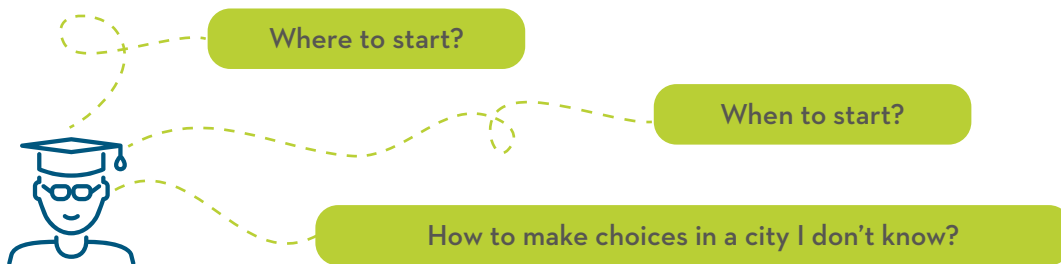 Where to start?
When to start?
How to make choices in a city I don’t know?